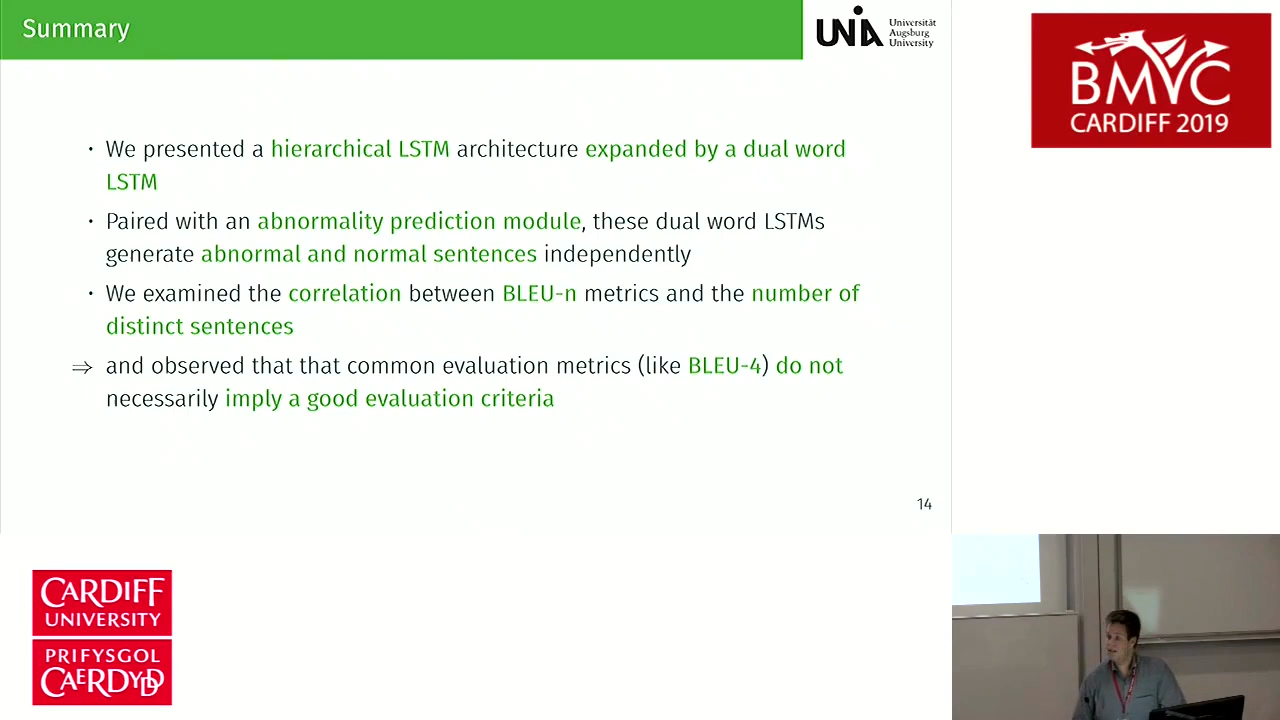 Summary
UNIA Universität
Augsburg
University
BMVC
CARDIFF 2019
• We presented a hierarchical LSTM architecture expanded by a dual word
LSTM
• Paired with an abnormality prediction module, these dual word LSTMs
generate abnormal and normal sentences independently
• We examined the correlation between BLEU-n metrics and the number of
distinct sentences
⇒ and observed that that common evaluation metrics (like BLEU-4) do not
necessarily imply a good evaluation criteria
14
CARDIFF
UNIVERSITY
PRIFYSGOL
CAERDYDD